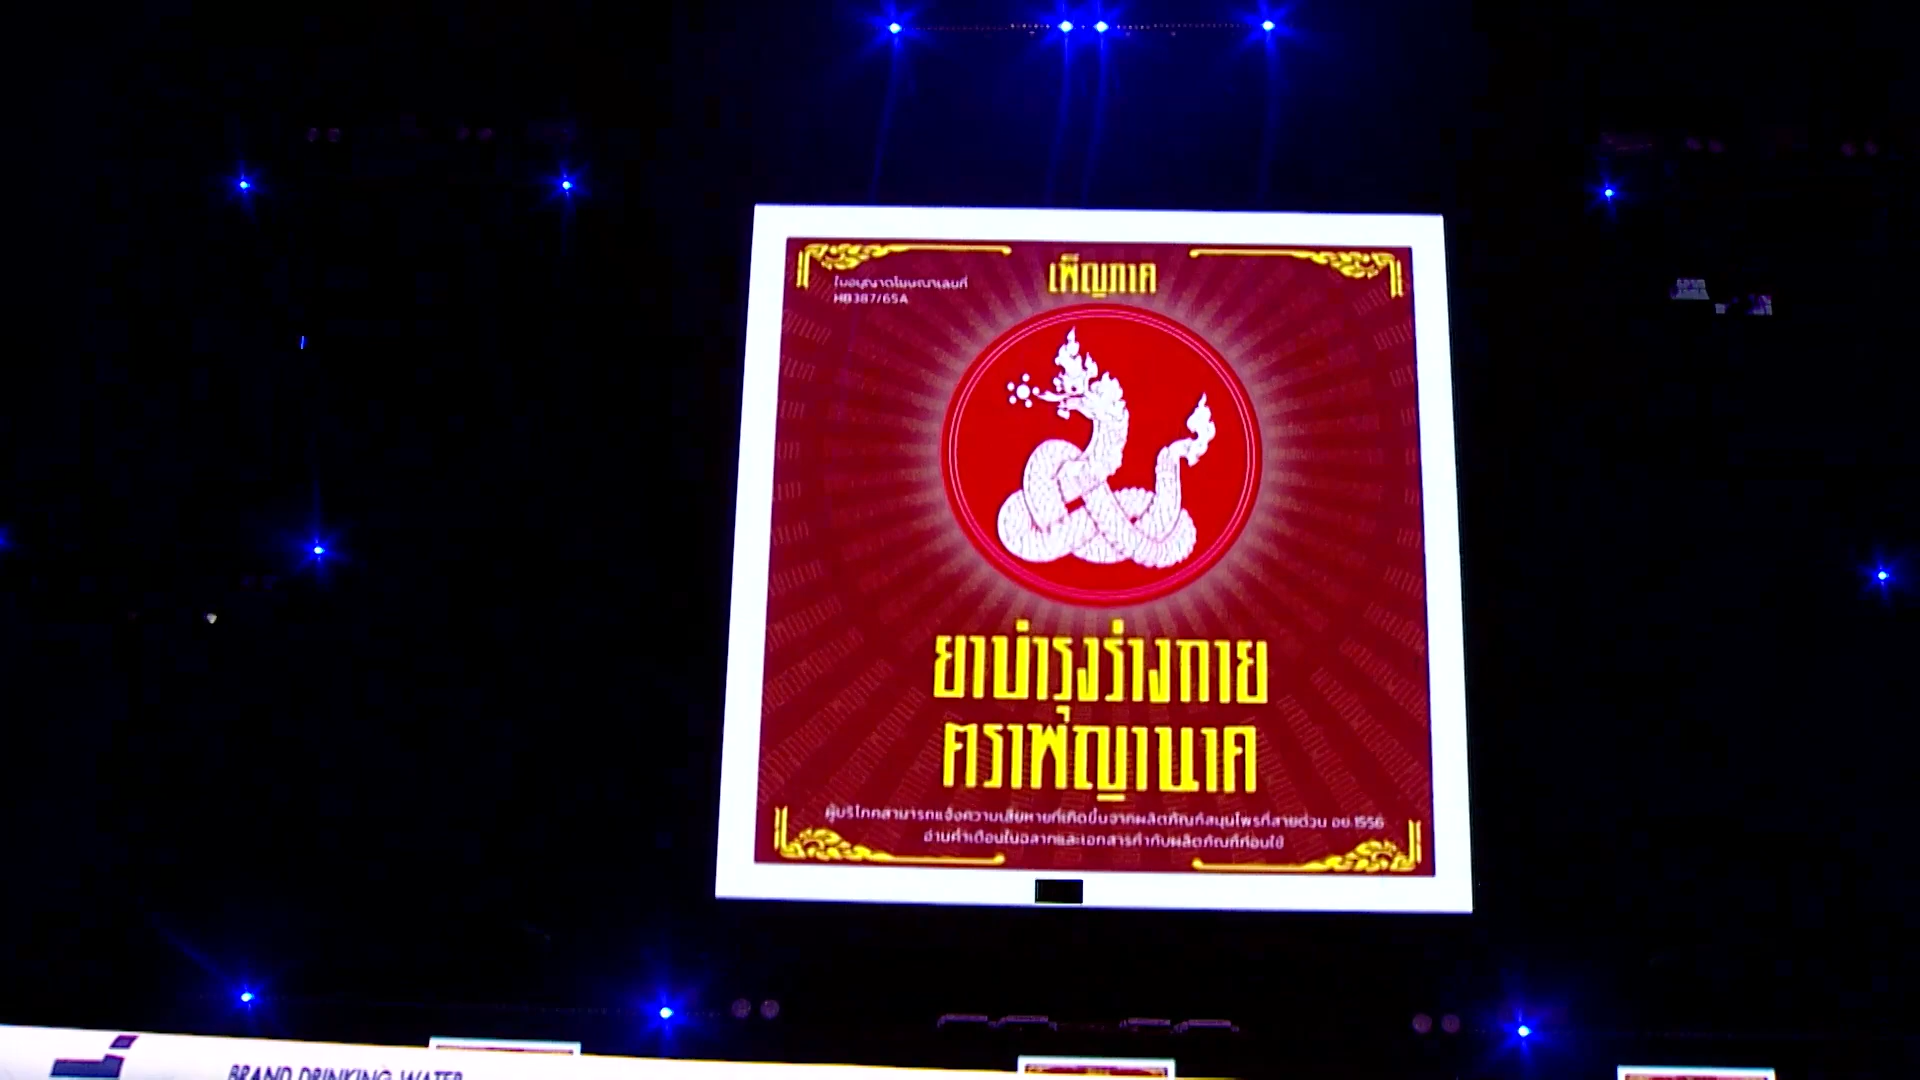 เพ็ญภาค
ใบอนุญาตโฆษณาเลขที่
HB387/65A
ยาบำรุงร่างกาย
ตราพญานาค
ผู้บริโภคสามารถแจ้งความเสียหายที่เกิดขึ้นจากผลิตภัณฑ์สมุนไพรที่สายด่วน อย.1556
อ่านคำเตือนในฉลากและเอกสารกำกับผลิตภัณฑ์ก่อนใช้
BRAND DRINKING WATER